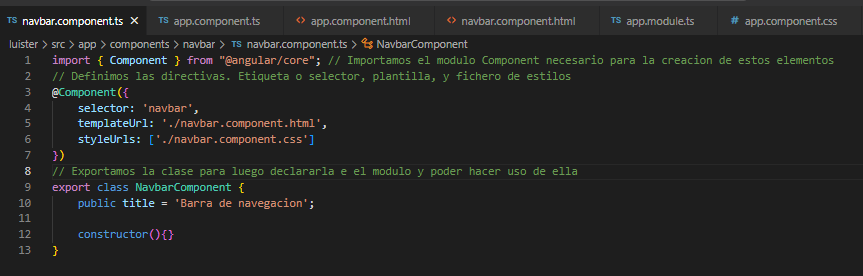 TS navbar.component.ts TS app.component.ts <> app.component.html <> navbar.component.html TS app.module.ts # app.component.css
luister > src > app > components > navbar > TS navbar.component.ts > NavbarComponent
1 import { Component } from "@angular/core"; // Importamos el modulo Component necesario para la creacion de estos elementos
2 // Definimos las directivas. Etiqueta o selector, plantilla, y fichero de estilos
3 @Component({
4     selector: 'navbar',
5     templateUrl: './navbar.component.html',
6     styleUrls: ['./navbar.component.css']
7 })
8 // Exportamos la clase para luego declararla e el modulo y poder hacer uso de ella
9 export class NavbarComponent {
10     public title = 'Barra de navegacion';
11
12     constructor(){}
13 }